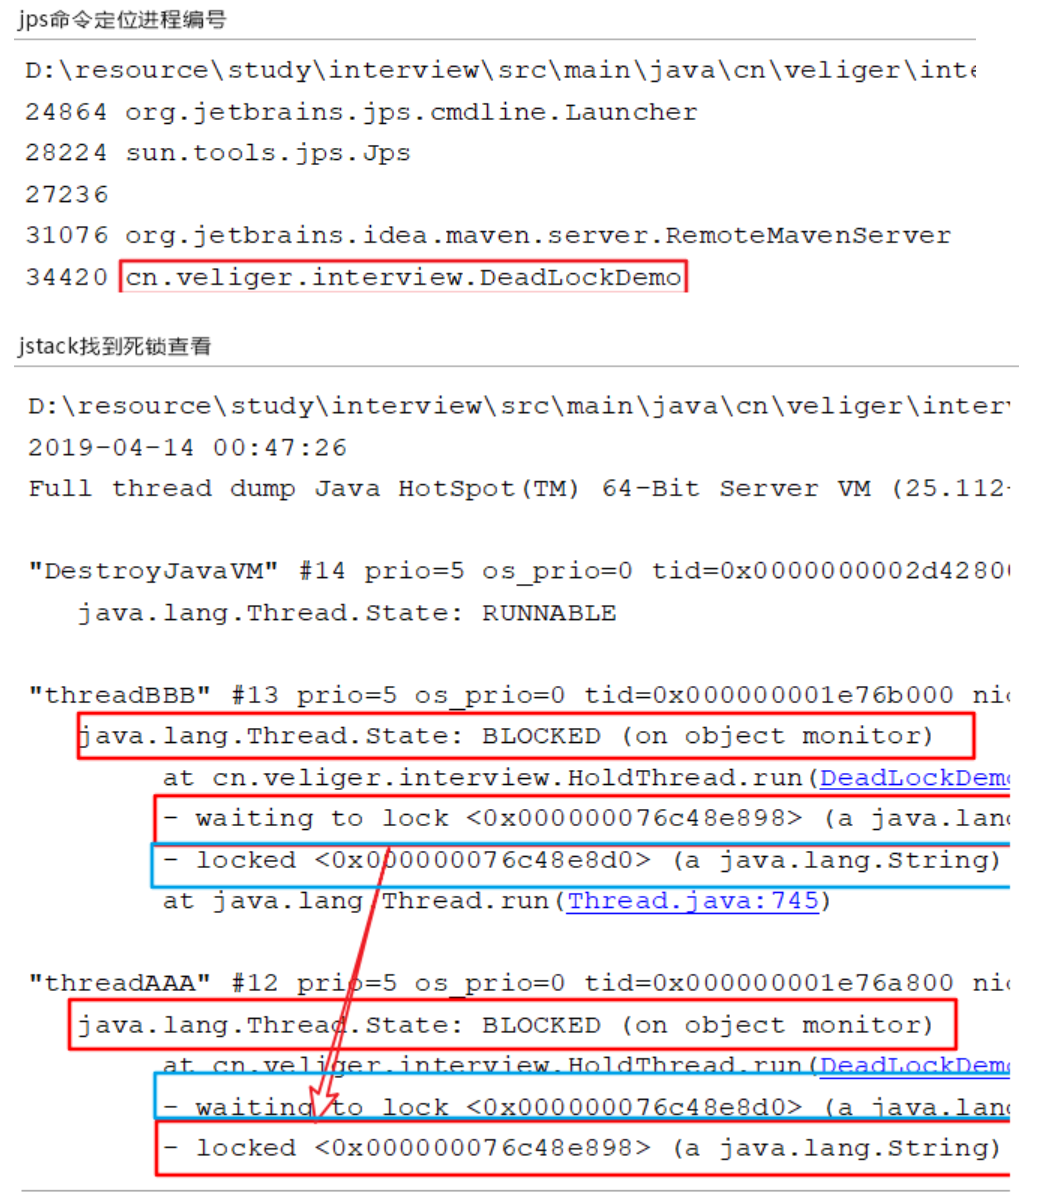 jps命令定位进程编号
D:\resource\study\interview\src\main\java\cn\veliger\inte
24864 org.jetbrains.jps.cmdline.Launcher
28224 sun.tools.jps.Jps
27236
31076 org.jetbrains.idea.maven.server.RemoteMavenServer
34420 cn.veliger.interview.DeadLockDemo
jstack找到死锁查看
D:\resource\study\interview\src\main\java\cn\veliger\inter
2019-04-14 00:47:26
Full thread dump Java HotSpot(TM) 64-Bit Server VM (25.112-
"DestroyJavaVM" #14 prio=5 os_prio=0 tid=0x0000000002d4280
java.lang.Thread.State: RUNNABLE
"threadBBB" #13 prio=5 os_prio=0 tid=0x000000001e76b000 ni
java.lang.Thread.State: BLOCKED (on object monitor)
at cn.veliger.interview.HoldThread.run(DeadLockDem
- waiting to lock <0x000000076c48e898> (a java.lan
- locked <0x000000076c48e8d0> (a java.lang.String)
at java.lang.Thread.run(Thread.java:745)
"threadAAA" #12 prio=5 os_prio=0 tid=0x000000001e76a800 ni
java.lang.Thread.State: BLOCKED (on object monitor)
at cn.veliger.interview.HoldThread.run(DeadLockDem
- waiting to lock <0x000000076c48e8d0> (a java.lan
- locked <0x000000076c48e898> (a java.lang.String)